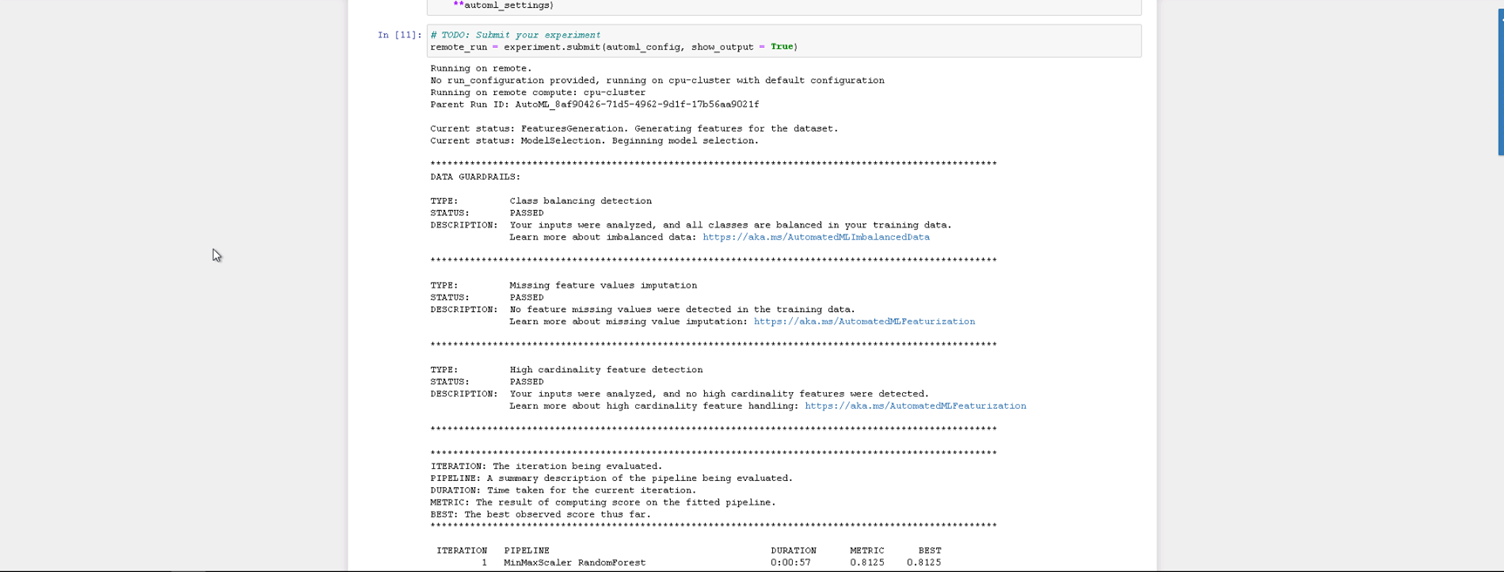 **automl_settings)
In [11]: # TODO: Submit your experiment
remote_run = experiment.submit(automl_config, show_output = True)
Running on remote.
No run_configuration provided, running on cpu-cluster with default configuration
Running on remote compute: cpu-cluster
Parent Run ID: AutoML_8af90426-71d5-4962-9d1f-17b56aa9021f
Current status: FeaturesGeneration. Generating features for the dataset.
Current status: ModelSelection. Beginning model selection.
****************************************************************************************************
DATA GUARDRAILS:
TYPE: Class balancing detection
STATUS: PASSED
DESCRIPTION: Your inputs were analyzed, and all classes are balanced in your training data.
Learn more about imbalanced data: https://aka.ms/AutomatedMLImbalancedData
****************************************************************************************************
TYPE: Missing feature values imputation
STATUS: PASSED
DESCRIPTION: No feature missing values were detected in the training data.
Learn more about missing value imputation: https://aka.ms/AutomatedMLFeaturization
****************************************************************************************************
TYPE: High cardinality feature detection
STATUS: PASSED
DESCRIPTION: Your inputs were analyzed, and no high cardinality features were detected.
Learn more about high cardinality feature handling: https://aka.ms/AutomatedMLFeaturization
****************************************************************************************************
****************************************************************************************************
ITERATION: The iteration being evaluated.
PIPELINE: A summary description of the pipeline being evaluated.
DURATION: Time taken for the current iteration.
METRIC: The result of computing score on the fitted pipeline.
BEST: The best observed score thus far.
****************************************************************************************************
ITERATION PIPELINE DURATION METRIC BEST
1 MinMaxScaler RandomForest 0:00:57 0.8125 0.8125